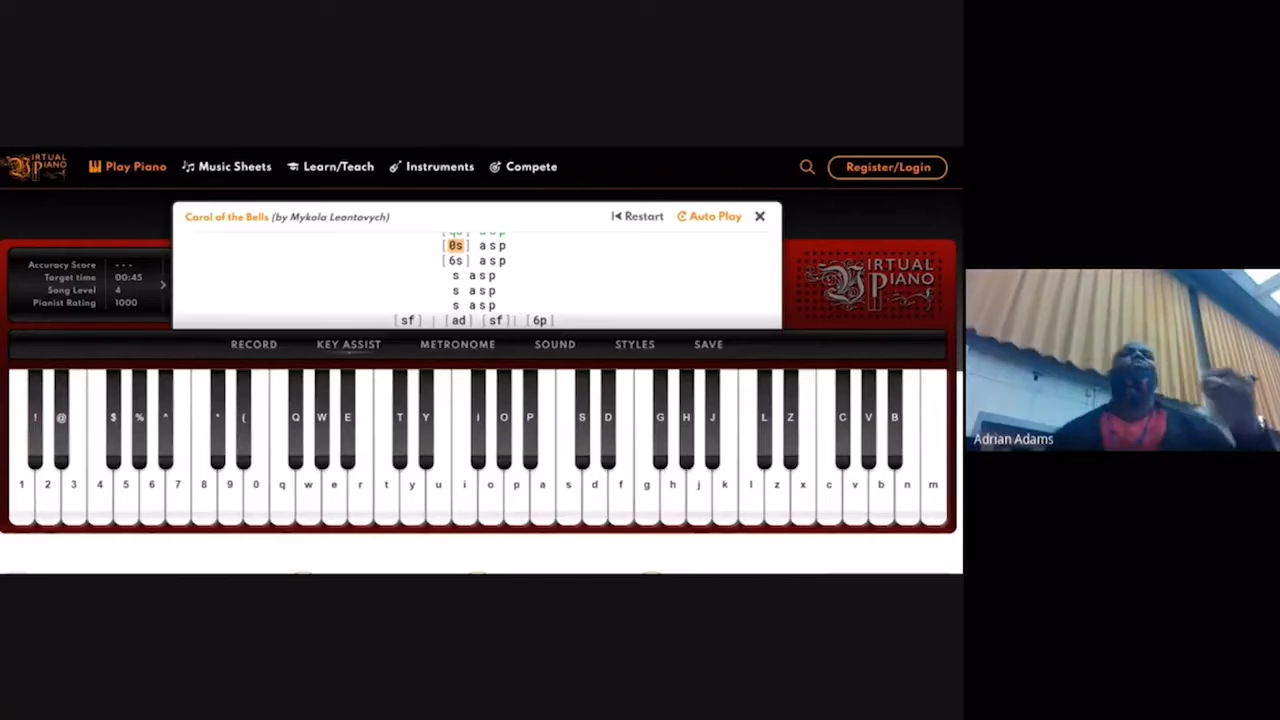 VIRTUAL PIANO
Play Piano Music Sheets Learn/Teach Instruments Compete Register/Login
Carol of the Bells (by Mykola Leontovych) Restart Auto Play
[0s] a s p
[6s] a s p
s a s p
s a s p
s a s p
[sf] | [ad] [sf] | [6p]
Accuracy Score - - -
Target time 00:45
Song Level 4
Pianist Rating 1000
VIRTUAL PIANO
RECORD KEY ASSIST METRONOME SOUND STYLES SAVE
! @ $ % ^ * ( Q W E T Y I O P S D G H J L Z C V B
1 2 3 4 5 6 7 8 9 0 q w e r t y u i o p a s d f g h j k l z x c v b n m
Adrian Adams